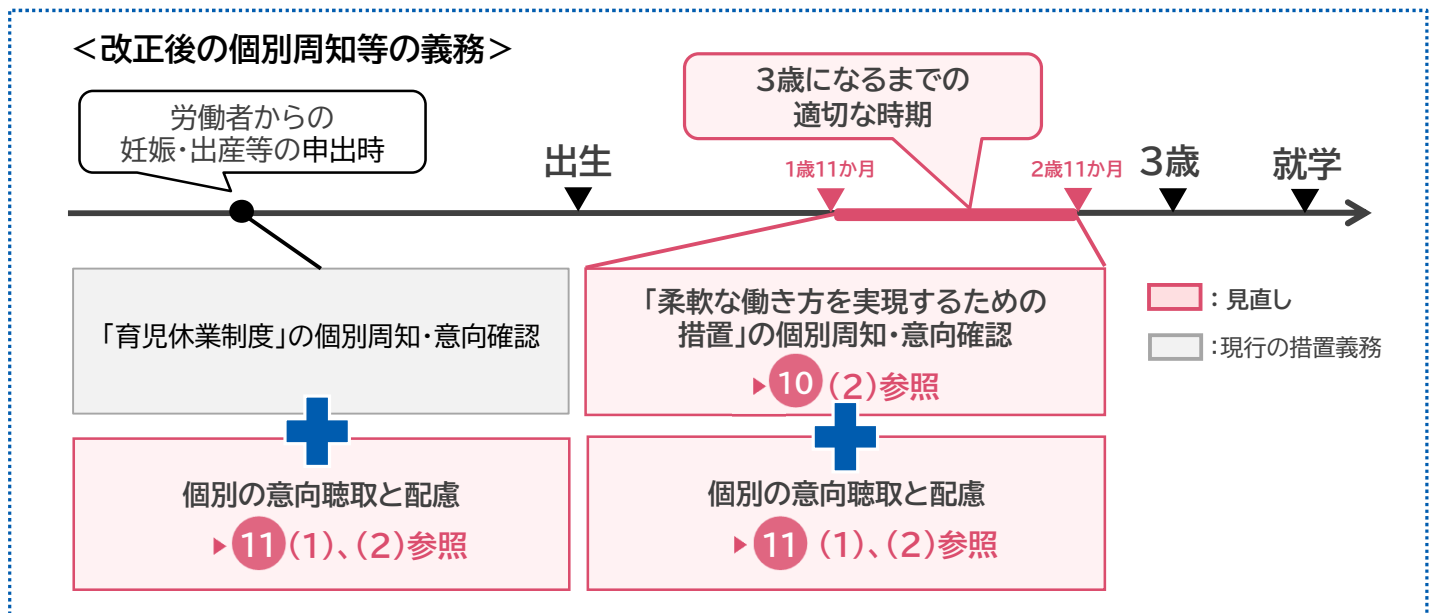 ＜改正後の個別周知等の義務＞
労働者からの
妊娠・出産等の申出時
3歳になるまでの
適切な時期
出生
1歳11か月
2歳11か月
3歳
就学
「育児休業制度」の個別周知・意向確認
「柔軟な働き方を実現するための
措置」の個別周知・意向確認
▶10(2)参照
：見直し
：現行の措置義務
個別の意向聴取と配慮
▶11(1)、(2)参照
個別の意向聴取と配慮
▶11(1)、(2)参照